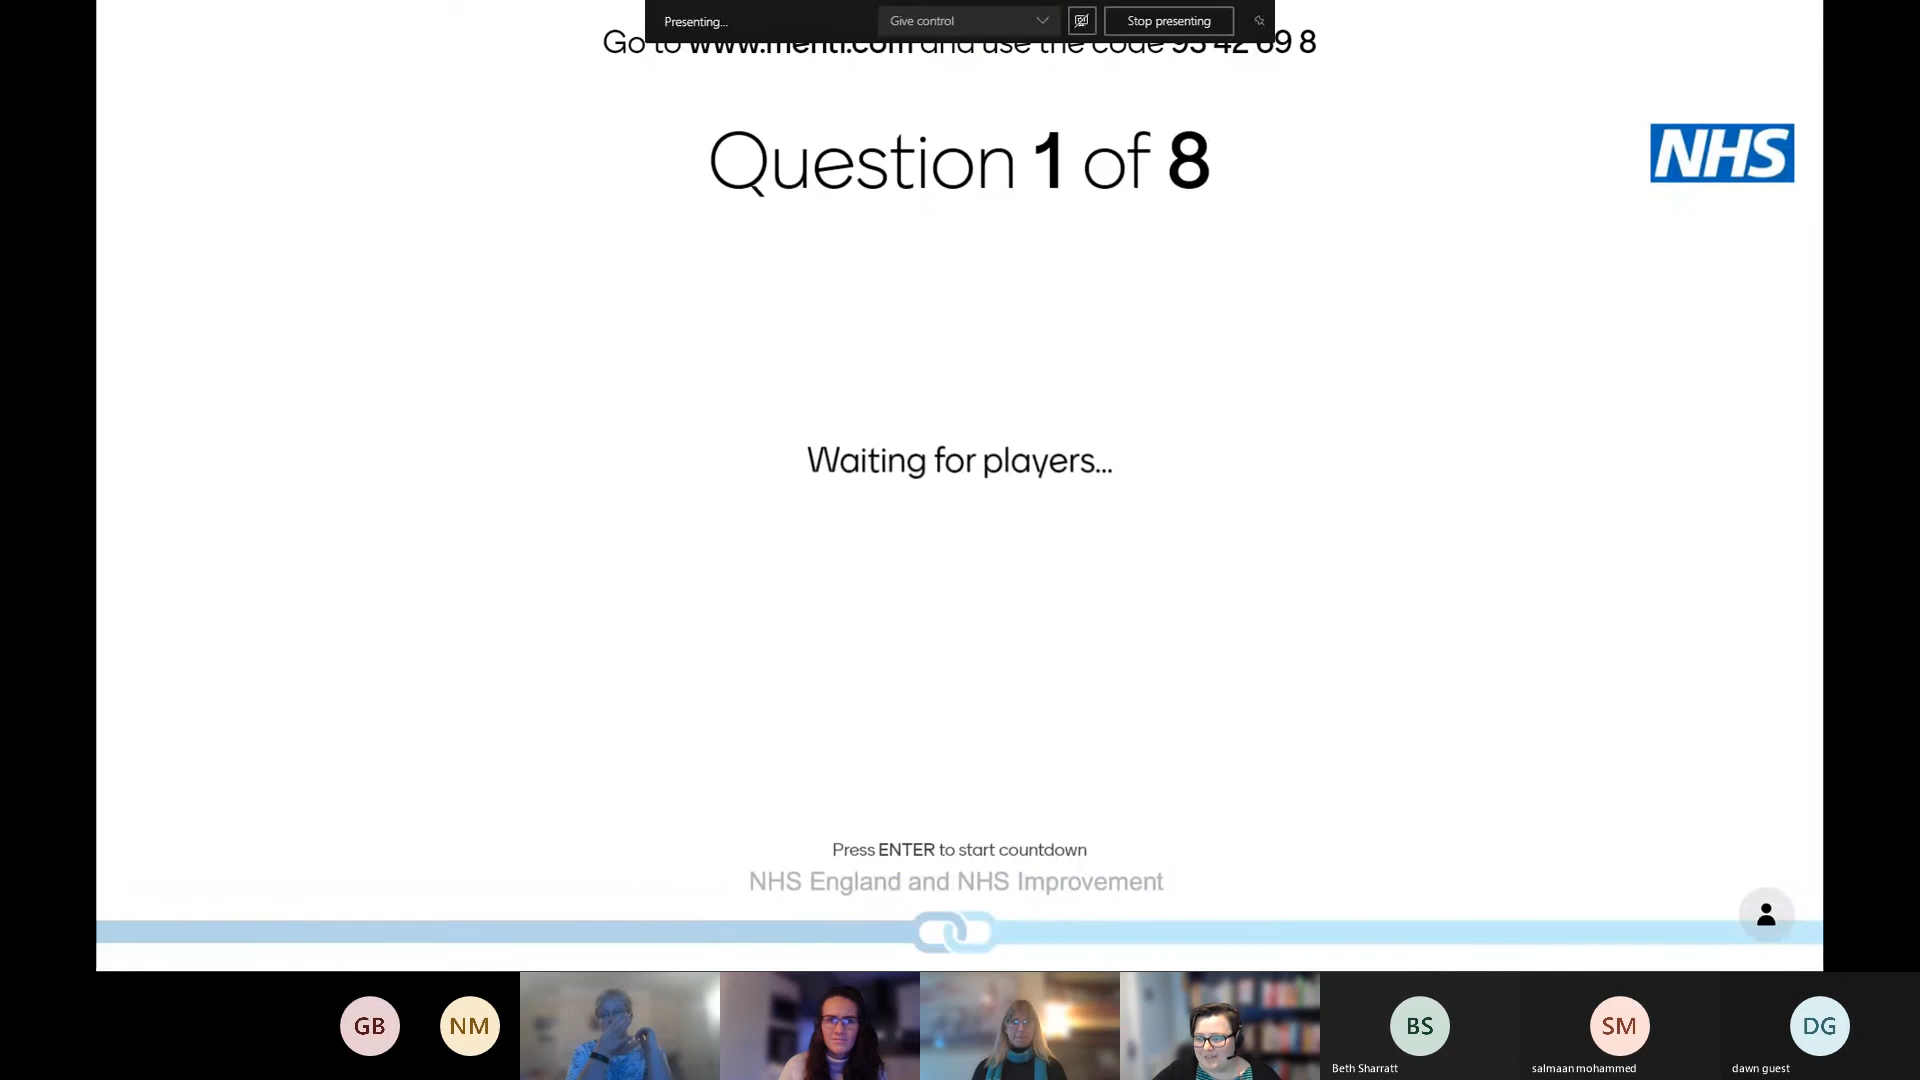 Presenting...
Give control
Stop presenting
Go to www.menti.com and use the code 93 42 69 8
Question 1 of 8
NHS
Waiting for players...
Press ENTER to start countdown
NHS England and NHS Improvement
GB
NM
BS
SM
DG
Beth Sharratt
salmaan mohammed
dawn guest